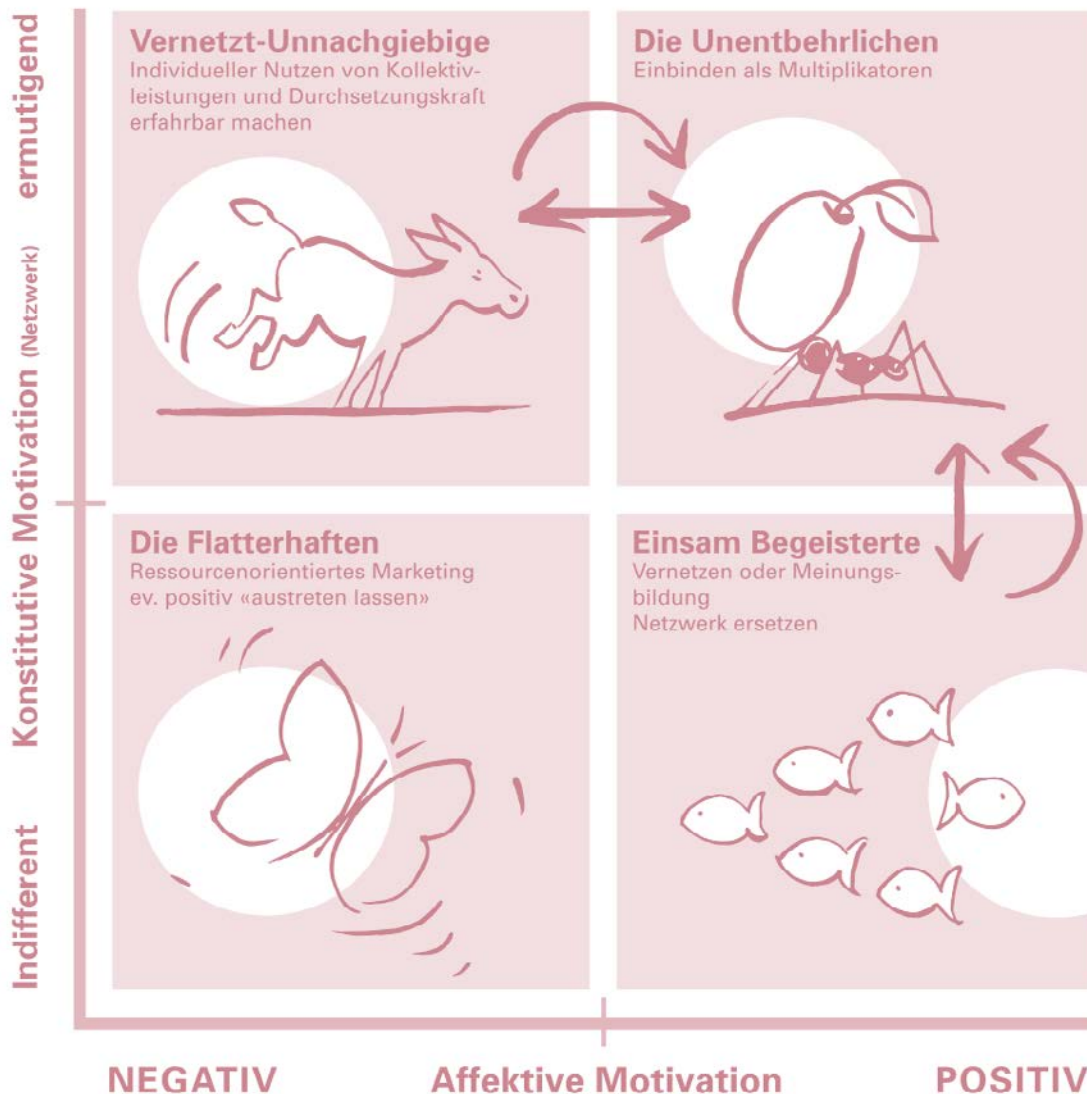 Vernetzt-Unnachgiebige
Individueller Nutzen von Kollektiv-
leistungen und Durchsetzungskraft
erfahrbar machen
Die Unentbehrlichen
Einbinden als Multiplikatoren
Die Flatterhaften
Ressourcenorientiertes Marketing
ev. positiv «austreten lassen»
Einsam Begeisterte
Vernetzen oder Meinungs-
bildung
Netzwerk ersetzen
Indifferent Konstitutive Motivation (Netzwerk) ermutigend
NEGATIV Affektive Motivation POSITIV